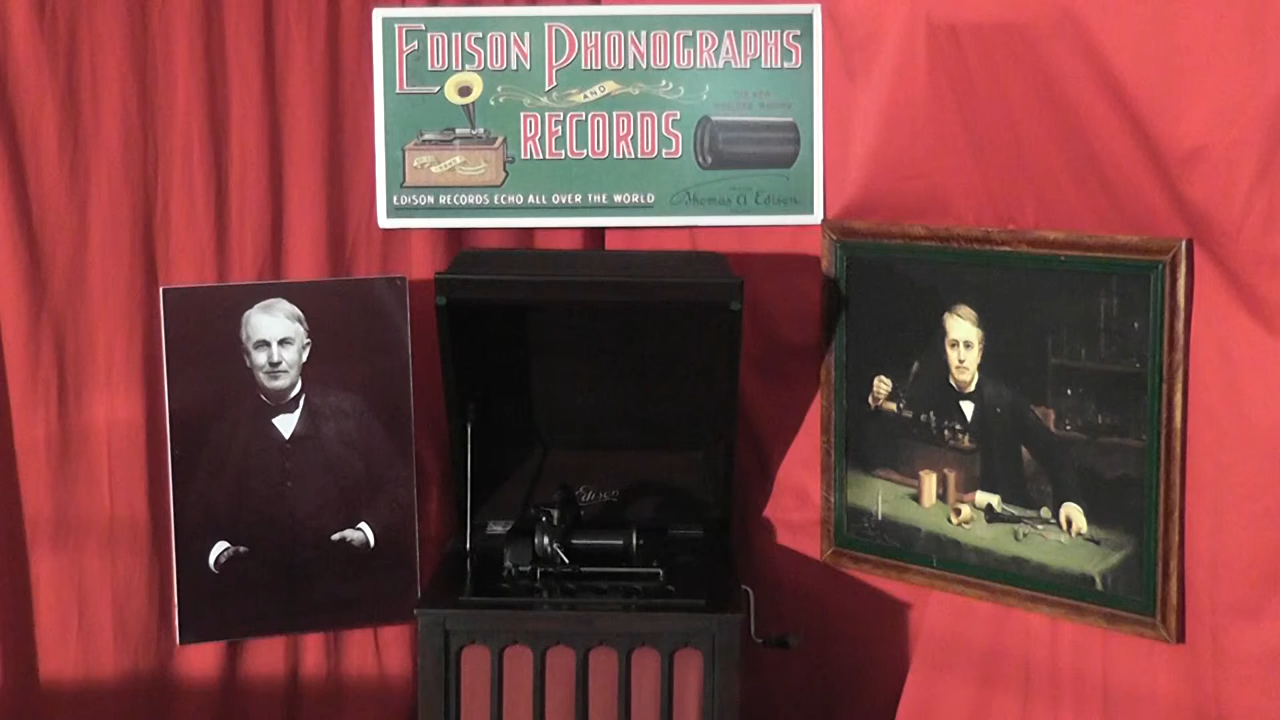 EDISON PHONOGRAPHS
AND
RECORDS
EDISON RECORDS ECHO ALL OVER THE WORLD
Thomas A Edison
Edison